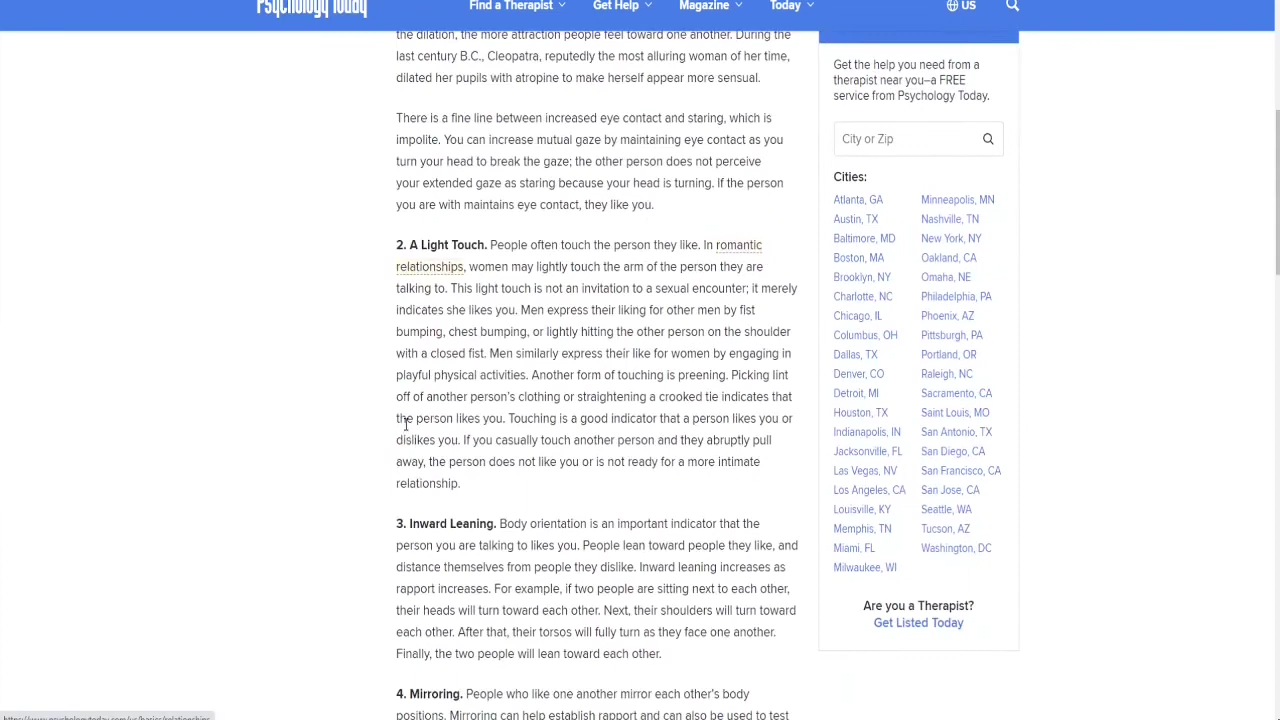 Psychology Today
Find a Therapist
Get Help
Magazine
Today
US
the dilation, the more attraction people feel toward one another. During the
last century B.C., Cleopatra, reputedly the most alluring woman of her time,
dilated her pupils with atropine to make herself appear more sensual.
There is a fine line between increased eye contact and staring, which is
impolite. You can increase mutual gaze by maintaining eye contact as you
turn your head to break the gaze; the other person does not perceive
your extended gaze as staring because your head is turning. If the person
you are with maintains eye contact, they like you.
2. A Light Touch. People often touch the person they like. In romantic
relationships, women may lightly touch the arm of the person they are
talking to. This light touch is not an invitation to a sexual encounter; it merely
indicates she likes you. Men express their liking for other men by fist
bumping, chest bumping, or lightly hitting the other person on the shoulder
with a closed fist. Men similarly express their like for women by engaging in
playful physical activities. Another form of touching is preening. Picking lint
off of another person's clothing or straightening a crooked tie indicates that
the person likes you. Touching is a good indicator that a person likes you or
dislikes you. If you casually touch another person and they abruptly pull
away, the person does not like you or is not ready for a more intimate
relationship.
3. Inward Leaning. Body orientation is an important indicator that the
person you are talking to likes you. People lean toward people they like, and
distance themselves from people they dislike. Inward leaning increases as
rapport increases. For example, if two people are sitting next to each other,
their heads will turn toward each other. Next, their shoulders will turn toward
each other. After that, their torsos will fully turn as they face one another.
Finally, the two people will lean toward each other.
4. Mirroring. People who like one another mirror each other's body
positions. Mirroring can help establish rapport and can also be used to test
Get the help you need from a
therapist near you–a FREE
service from Psychology Today.
City or Zip
Cities:
Atlanta, GA
Austin, TX
Baltimore, MD
Boston, MA
Brooklyn, NY
Charlotte, NC
Chicago, IL
Columbus, OH
Dallas, TX
Denver, CO
Detroit, MI
Houston, TX
Indianapolis, IN
Jacksonville, FL
Las Vegas, NV
Los Angeles, CA
Louisville, KY
Memphis, TN
Miami, FL
Milwaukee, WI
Minneapolis, MN
Nashville, TN
New York, NY
Oakland, CA
Omaha, NE
Philadelphia, PA
Phoenix, AZ
Pittsburgh, PA
Portland, OR
Raleigh, NC
Sacramento, CA
Saint Louis, MO
San Antonio, TX
San Diego, CA
San Francisco, CA
San Jose, CA
Seattle, WA
Tucson, AZ
Washington, DC
Are you a Therapist?
Get Listed Today
https://www.psychologytoday.com/us/basics/relationships